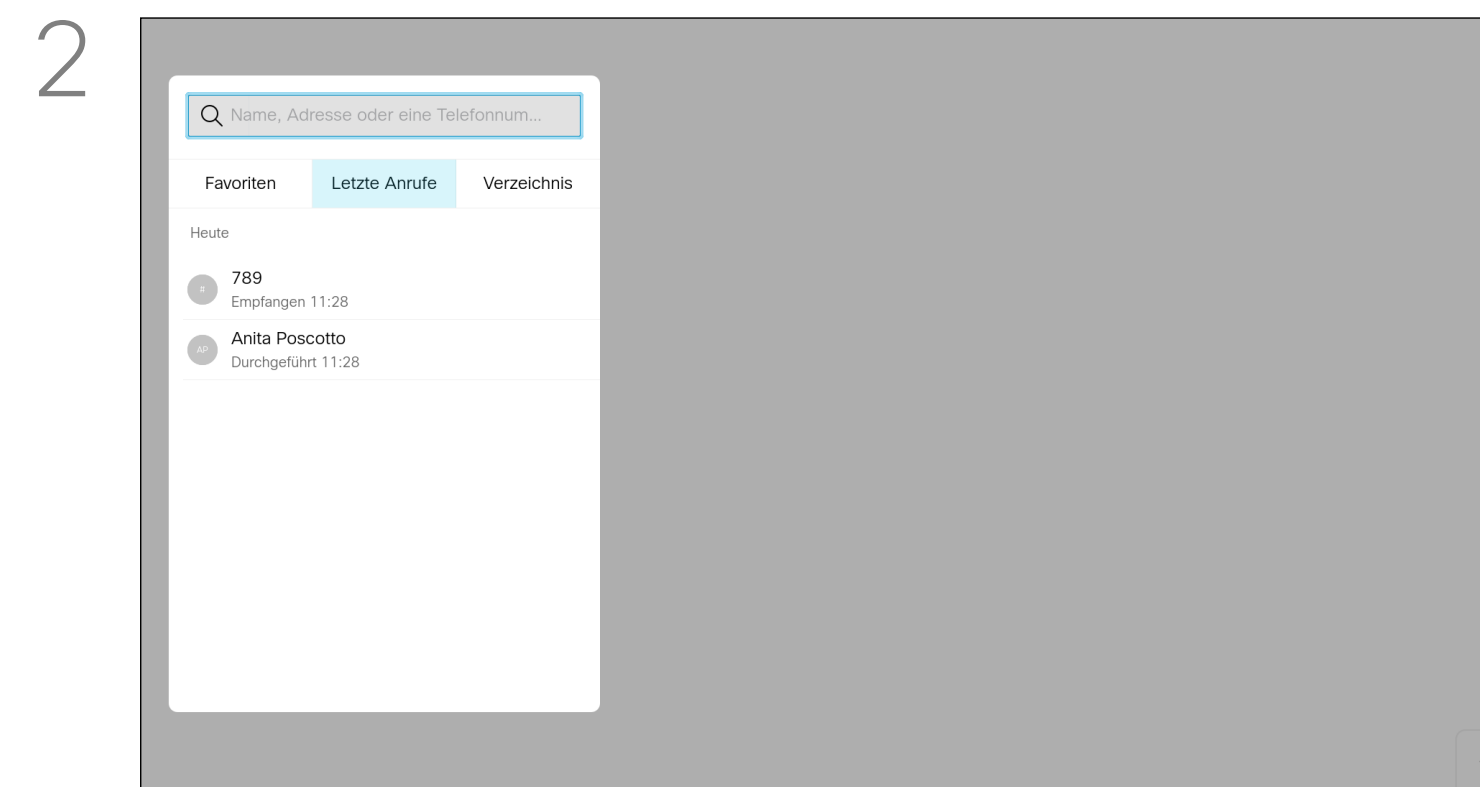 2
Name, Adresse oder eine Telefonnum...
Favoriten Letzte Anrufe Verzeichnis
Heute
#
789
Empfangen 11:28
AP
Anita Poscotto
Durchgeführt 11:28